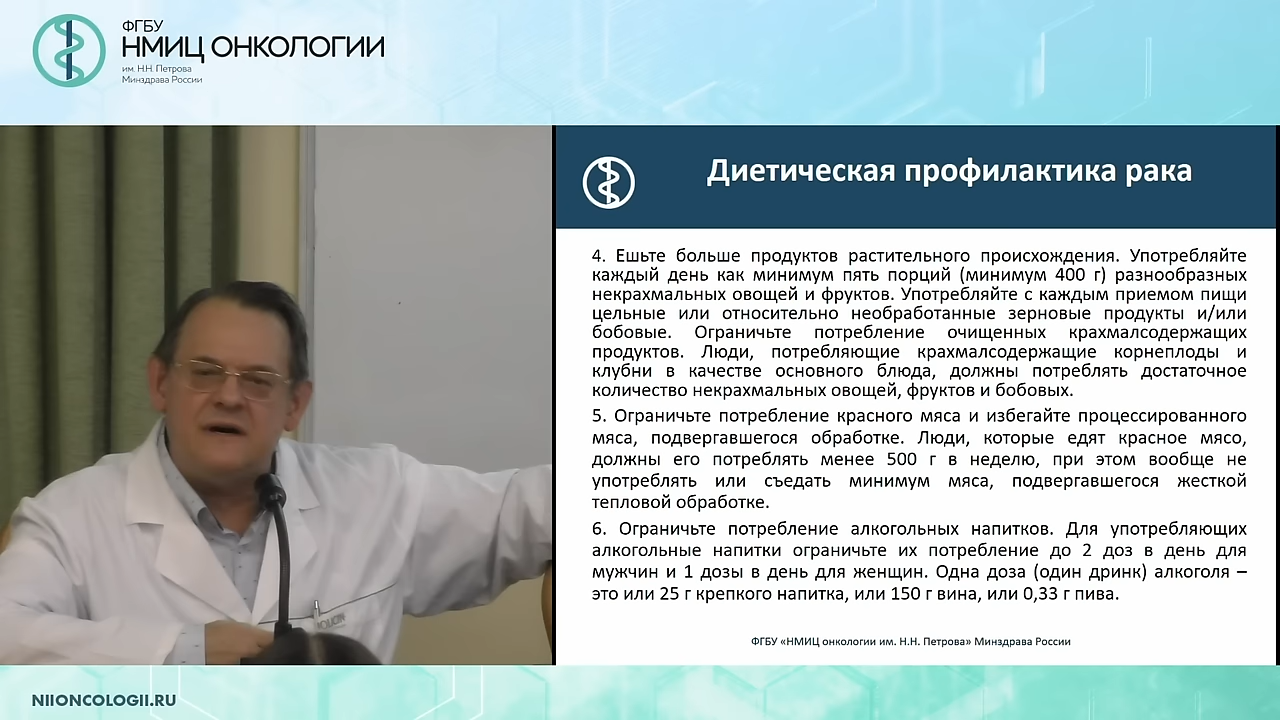 ФГБУ
НМИЦ ОНКОЛОГИИ
им. Н.Н. Петрова
Минздрава России
Диетическая профилактика рака
4. Ешьте больше продуктов растительного происхождения. Употребляйте
каждый день как минимум пять порций (минимум 400 г) разнообразных
некрахмальных овощей и фруктов. Употребляйте с каждым приемом пищи
цельные или относительно необработанные зерновые продукты и/или
бобовые. Ограничьте потребление очищенных крахмалсодержащих
продуктов. Люди, потребляющие крахмалсодержащие корнеплоды и
клубни в качестве основного блюда, должны потреблять достаточное
количество некрахмальных овощей, фруктов и бобовых.
5. Ограничьте потребление красного мяса и избегайте процессированного
мяса, подвергавшегося обработке. Люди, которые едят красное мясо,
должны его потреблять менее 500 г в неделю, при этом вообще не
употреблять или съедать минимум мяса, подвергавшегося жесткой
тепловой обработке.
6. Ограничьте потребление алкогольных напитков. Для употребляющих
алкогольные напитки ограничьте их потребление до 2 доз в день для
мужчин и 1 дозы в день для женщин. Одна доза (один дринк) алкоголя –
это или 25 г крепкого напитка, или 150 г вина, или 0,33 г пива.
ФГБУ «НМИЦ онкологии им. Н.Н. Петрова» Минздрава России
NIIONCOLOGII.RU